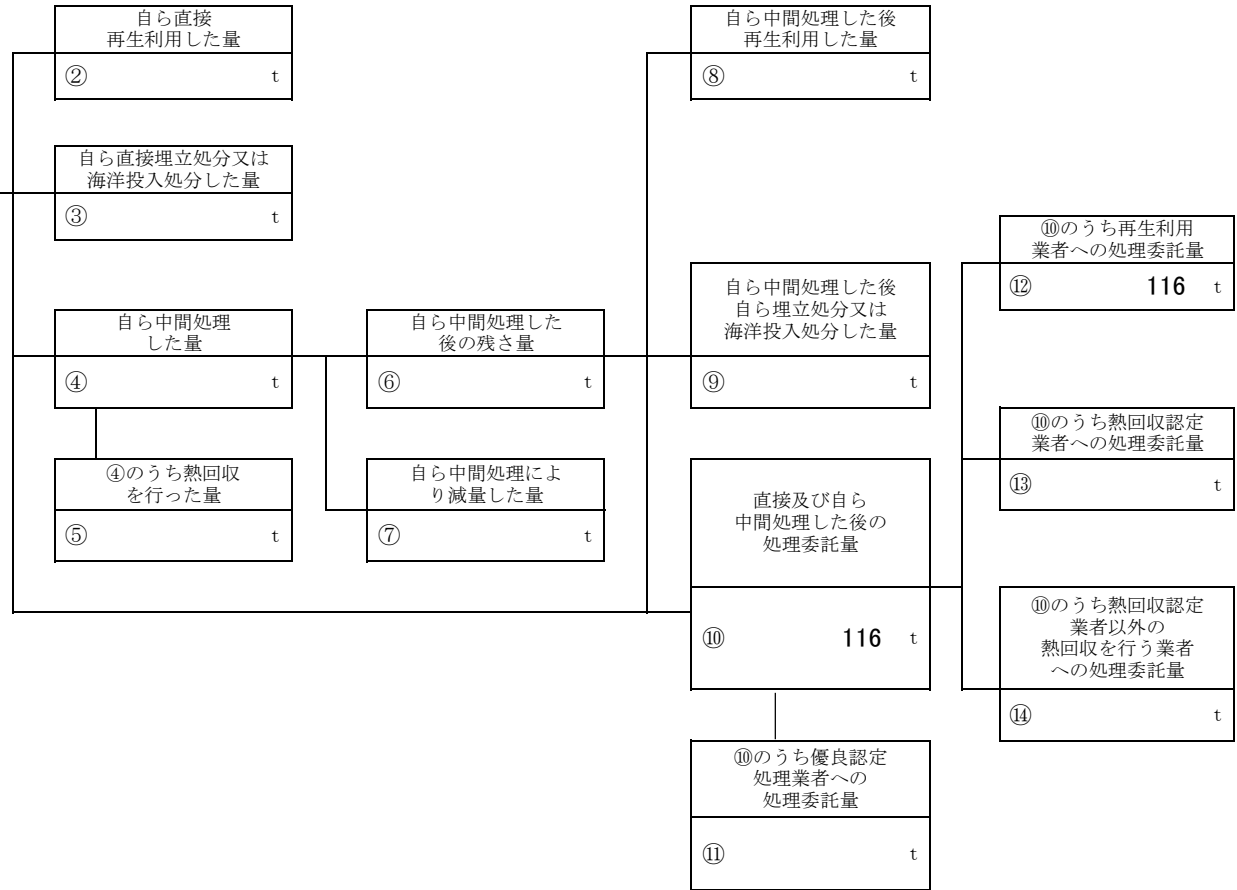 自ら直接
再生利用した量
② t
自ら直接埋立処分又は
海洋投入処分した量
③ t
自ら中間処理
した量
④ t
④のうち熱回収
を行った量
⑤ t
自ら中間処理した
後の残さ量
⑥ t
自ら中間処理によ
り減量した量
⑦ t
自ら中間処理した後
再生利用した量
⑧ t
自ら中間処理した後
自ら埋立処分又は
海洋投入処分した量
⑨ t
直接及び自ら
中間処理した後の
処理委託量
⑩ 116 t
⑩のうち優良認定
処理業者への
処理委託量
⑪ t
⑩のうち再生利用
業者への処理委託量
⑫ 116 t
⑩のうち熱回収認定
業者への処理委託量
⑬ t
⑩のうち熱回収認定
業者以外の
熱回収を行う業者
への処理委託量
⑭ t